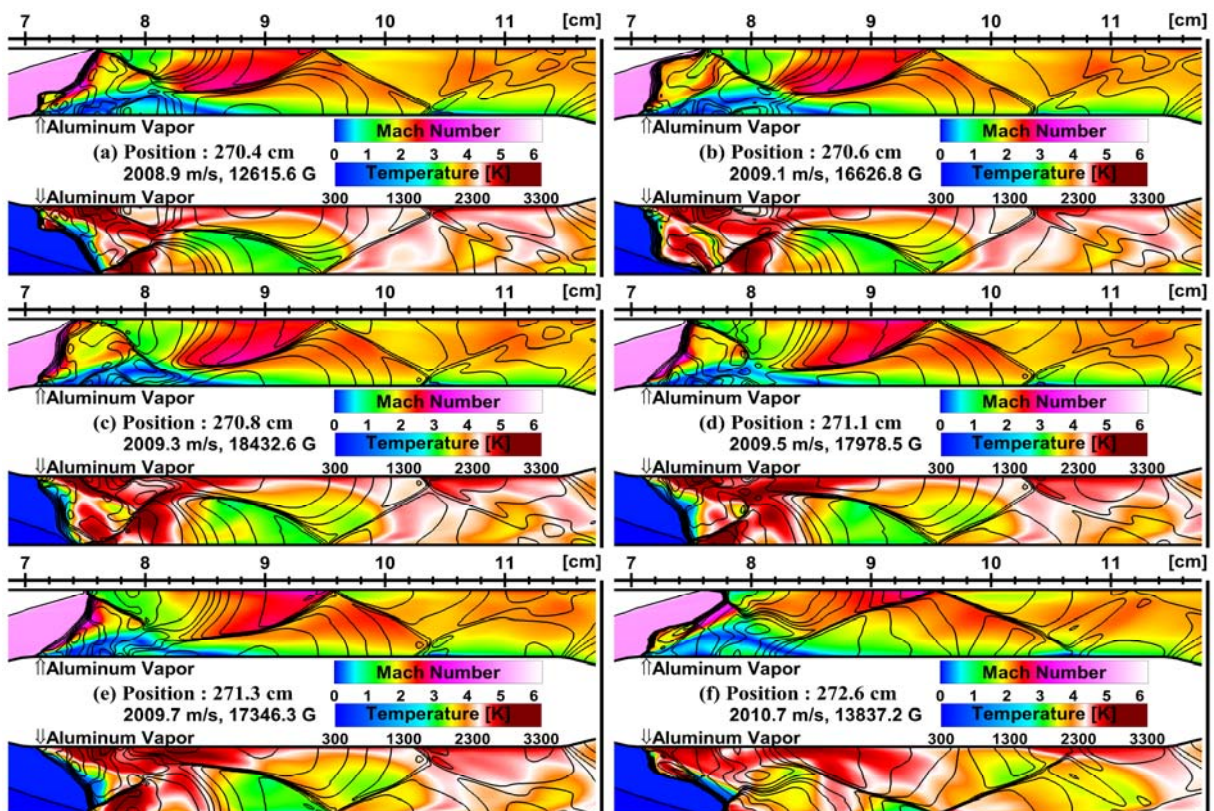 7 8 9 10 11 [cm]
⇑Aluminum Vapor
Mach Number
(a) Position : 270.4 cm
0 1 2 3 4 5 6
2008.9 m/s, 12615.6 G
Temperature [K]
⇓Aluminum Vapor
300 1300 2300 3300
7 8 9 10 11 [cm]
⇑Aluminum Vapor
Mach Number
(b) Position : 270.6 cm
0 1 2 3 4 5 6
2009.1 m/s, 16626.8 G
Temperature [K]
⇓Aluminum Vapor
300 1300 2300 3300
7 8 9 10 11 [cm]
⇑Aluminum Vapor
Mach Number
(c) Position : 270.8 cm
0 1 2 3 4 5 6
2009.3 m/s, 18432.6 G
Temperature [K]
⇓Aluminum Vapor
300 1300 2300 3300
7 8 9 10 11 [cm]
⇑Aluminum Vapor
Mach Number
(d) Position : 271.1 cm
0 1 2 3 4 5 6
2009.5 m/s, 17978.5 G
Temperature [K]
⇓Aluminum Vapor
300 1300 2300 3300
7 8 9 10 11 [cm]
⇑Aluminum Vapor
Mach Number
(e) Position : 271.3 cm
0 1 2 3 4 5 6
2009.7 m/s, 17346.3 G
Temperature [K]
⇓Aluminum Vapor
300 1300 2300 3300
7 8 9 10 11 [cm]
⇑Aluminum Vapor
Mach Number
(f) Position : 272.6 cm
0 1 2 3 4 5 6
2010.7 m/s, 13837.2 G
Temperature [K]
⇓Aluminum Vapor
300 1300 2300 3300